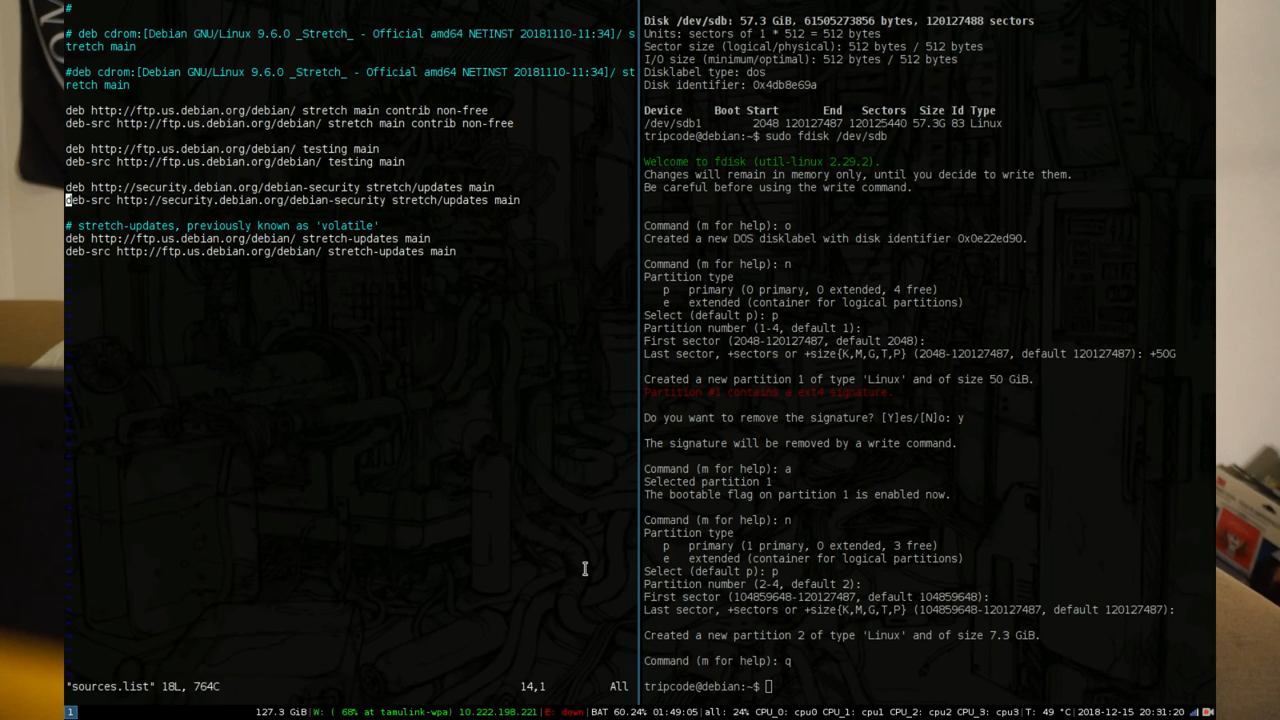 #
# deb cdrom:[Debian GNU/Linux 9.6.0 _Stretch_ - Official amd64 NETINST 20181110-11:34]/ s
tretch main
#deb cdrom:[Debian GNU/Linux 9.6.0 _Stretch_ - Official amd64 NETINST 20181110-11:34]/ st
retch main
deb http://ftp.us.debian.org/debian/ stretch main contrib non-free
deb-src http://ftp.us.debian.org/debian/ stretch main contrib non-free
deb http://ftp.us.debian.org/debian/ testing main
deb-src http://ftp.us.debian.org/debian/ testing main
deb http://security.debian.org/debian-security stretch/updates main
deb-src http://security.debian.org/debian-security stretch/updates main
# stretch-updates, previously known as 'volatile'
deb http://ftp.us.debian.org/debian/ stretch-updates main
deb-src http://ftp.us.debian.org/debian/ stretch-updates main
"sources.list" 18L, 764C 14,1 All
Disk /dev/sdb: 57.3 GiB, 61505273856 bytes, 120127488 sectors
Units: sectors of 1 * 512 = 512 bytes
Sector size (logical/physical): 512 bytes / 512 bytes
I/O size (minimum/optimal): 512 bytes / 512 bytes
Disklabel type: dos
Disk identifier: 0x4db8e69a
Device Boot Start End Sectors Size Id Type
/dev/sdb1 2048 120127487 120125440 57.3G 83 Linux
tripcode@debian:~$ sudo fdisk /dev/sdb
Welcome to fdisk (util-linux 2.29.2).
Changes will remain in memory only, until you decide to write them.
Be careful before using the write command.
Command (m for help): o
Created a new DOS disklabel with disk identifier 0x0e22ed90.
Command (m for help): n
Partition type
p primary (0 primary, 0 extended, 4 free)
e extended (container for logical partitions)
Select (default p): p
Partition number (1-4, default 1):
First sector (2048-120127487, default 2048):
Last sector, +sectors or +size{K,M,G,T,P} (2048-120127487, default 120127487): +50G
Created a new partition 1 of type 'Linux' and of size 50 GiB.
Partition #1 contains a ext4 signature.
Do you want to remove the signature? [Y]es/[N]o: y
The signature will be removed by a write command.
Command (m for help): a
Selected partition 1
The bootable flag on partition 1 is enabled now.
Command (m for help): n
Partition type
p primary (1 primary, 0 extended, 3 free)
e extended (container for logical partitions)
Select (default p): p
Partition number (2-4, default 2):
First sector (104859648-120127487, default 104859648):
Last sector, +sectors or +size{K,M,G,T,P} (104859648-120127487, default 120127487):
Created a new partition 2 of type 'Linux' and of size 7.3 GiB.
Command (m for help): q
tripcode@debian:~$
1 127.3 GiB|W: ( 68% at tamulink-wpa) 10.222.198.221|E: down|BAT 60.24% 01:49:05|all: 24% CPU_0: cpu0 CPU_1: cpu1 CPU_2: cpu2 CPU_3: cpu3|T: 49 °C|2018-12-15 20:31:20